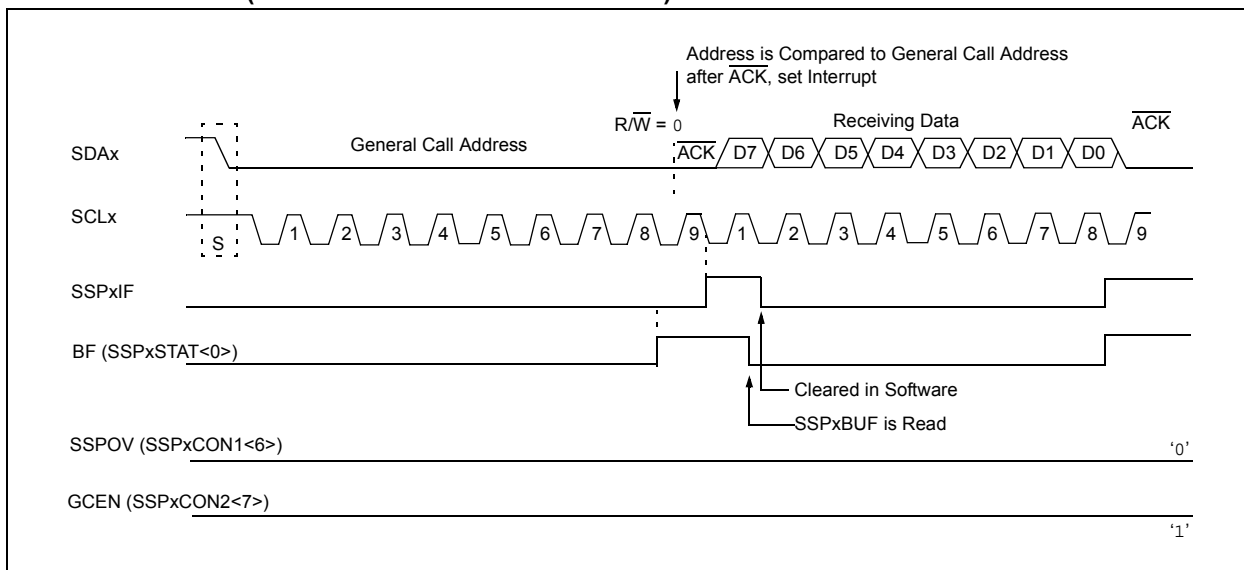 Address is Compared to General Call Address
after ACK, set Interrupt
R/W = 0
Receiving Data
ACK
SDAx
General Call Address
ACK D7 D6 D5 D4 D3 D2 D1 D0
SCLx
S
1 2 3 4 5 6 7 8 9 1 2 3 4 5 6 7 8 9
SSPxIF
BF (SSPxSTAT<0>)
Cleared in Software
SSPxBUF is Read
SSPOV (SSPxCON1<6>)
‘0’
GCEN (SSPxCON2<7>)
‘1’